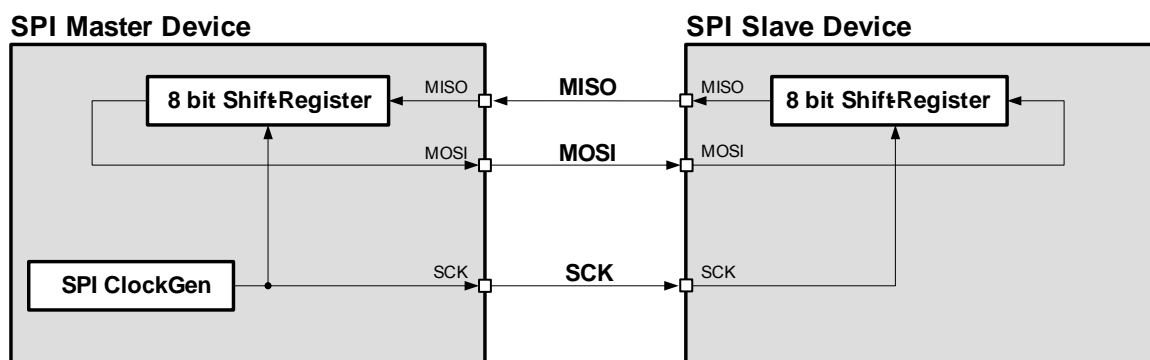 SPI Master Device
SPI Slave Device
8 bit Shift-Register
MISO
MISO
MISO
8 bit Shift-Register
MOSI
MOSI
MOSI
SPI ClockGen
SCK
SCK
SCK